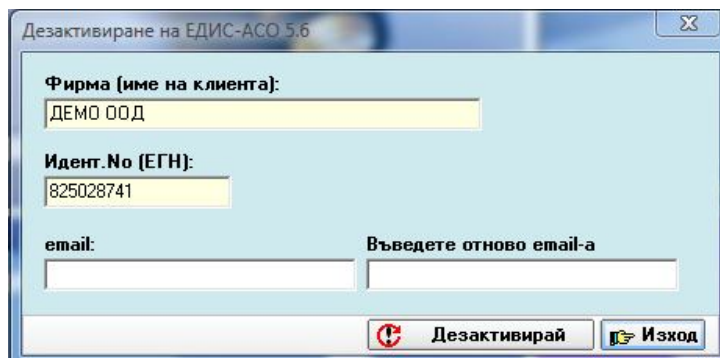 Дезактивиране на ЕДИС-АСО 5.6
Фирма (име на клиента):
ДЕМО ООД
Идент.No (ЕГН):
825028741
email: Въведете отново email-а
Дезактивирай Изход